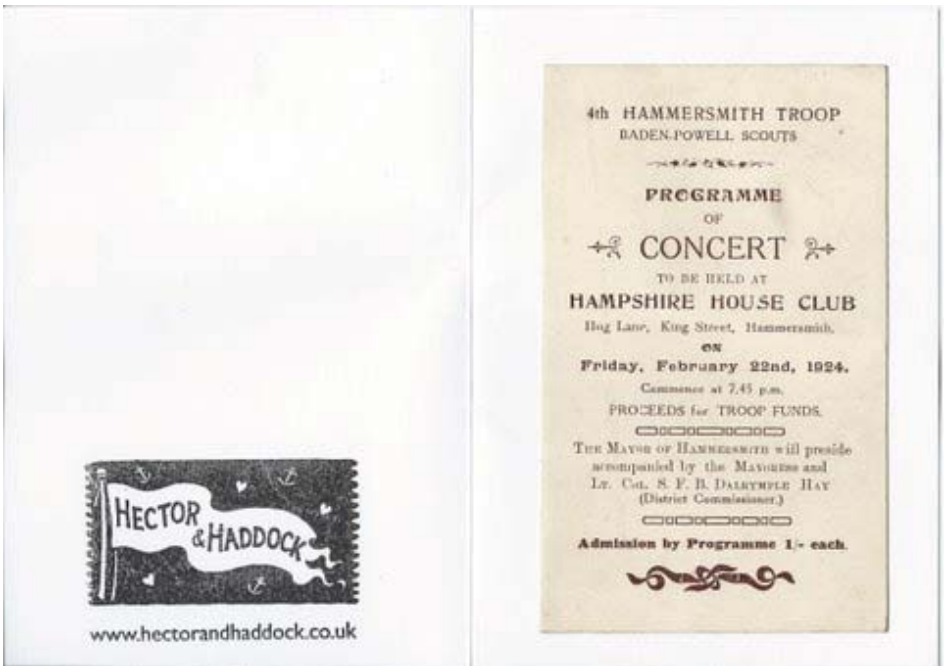 HECTOR
& HADDOCK
www.hectorandhaddock.co.uk
4th HAMMERSMITH TROOP
BADEN-POWELL SCOUTS
PROGRAMME
OF
CONCERT
TO BE HELD AT
HAMPSHIRE HOUSE CLUB
Hog Lane, King Street, Hammersmith,
ON
Friday, February 22nd, 1924.
Commence at 7.45 p.m.
PROCEEDS for TROOP FUNDS.
THE MAYOR OF HAMMERSMITH will preside
accompanied by the MAYORESS and
LT. COL. S. F. B. DALRYMPLE HAY
(District Commissioner.)
Admission by Programme 1/- each.